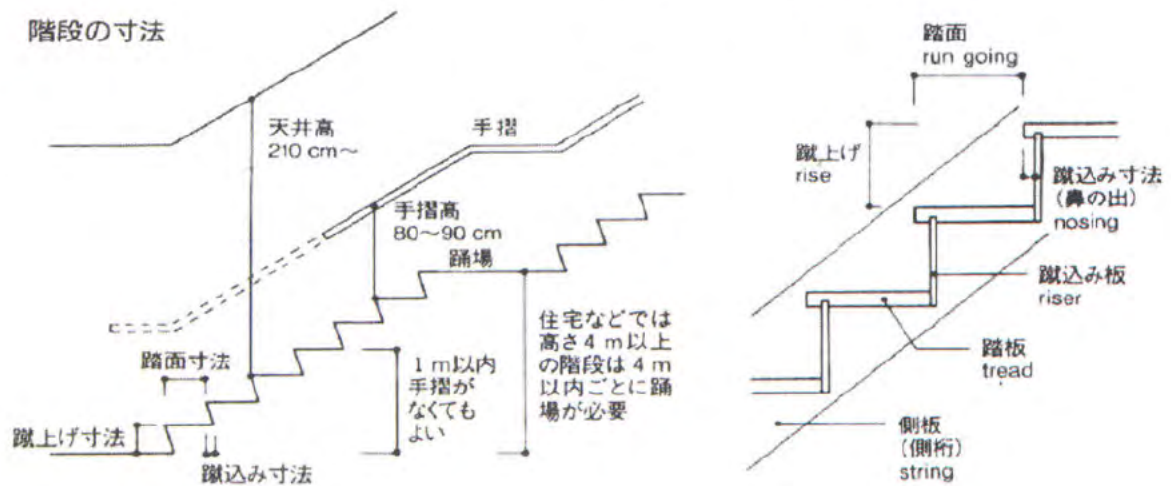 階段の寸法
天井高
210 cm~
手摺
手摺高
80~90 cm
踊場
踏面寸法
蹴上げ寸法
蹴込み寸法
1 m以内
手摺が
なくても
よい
住宅などでは
高さ4 m以上
の階段は4 m
以内ごとに踊
場が必要
踏面
run going
蹴上げ
rise
蹴込み寸法
(鼻の出)
nosing
蹴込み板
riser
踏板
tread
側板
(側桁)
string